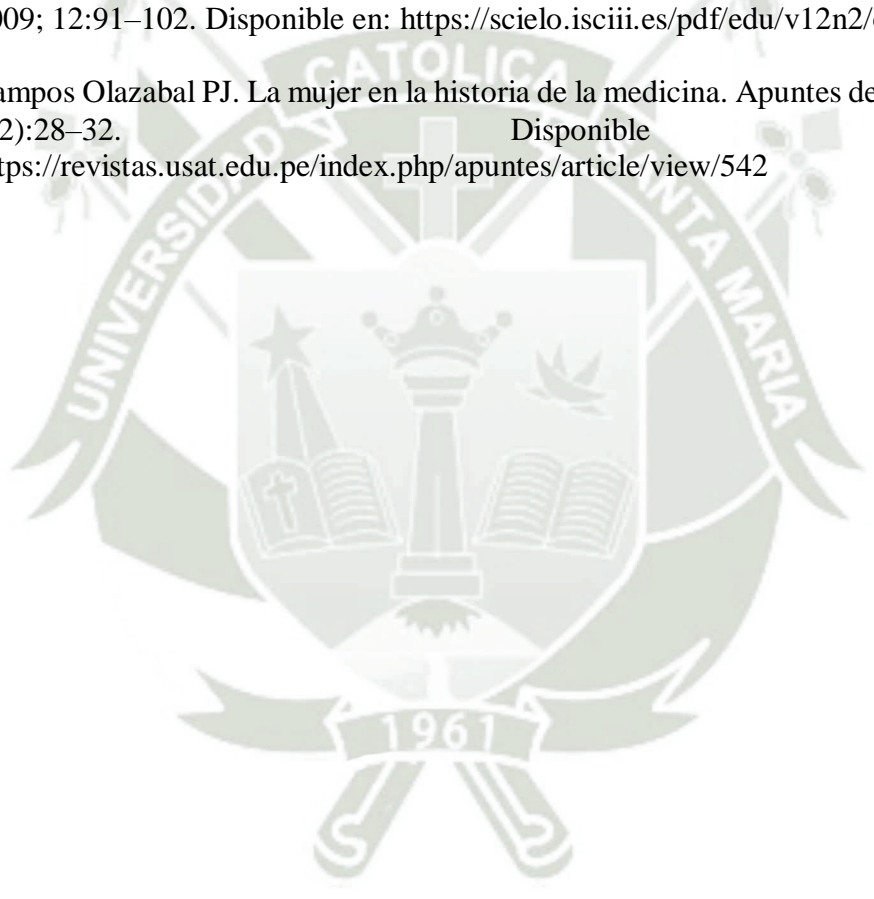 009; 12:91–102. Disponible en: https://scielo.isciii.es/pdf/edu/v12n2/
ampos Olazabal PJ. La mujer en la historia de la medicina. Apuntes de
2):28–32. Disponible
tps://revistas.usat.edu.pe/index.php/apuntes/article/view/542
UNIVERSIDAD CATOLICA SANTA MARIA
1961